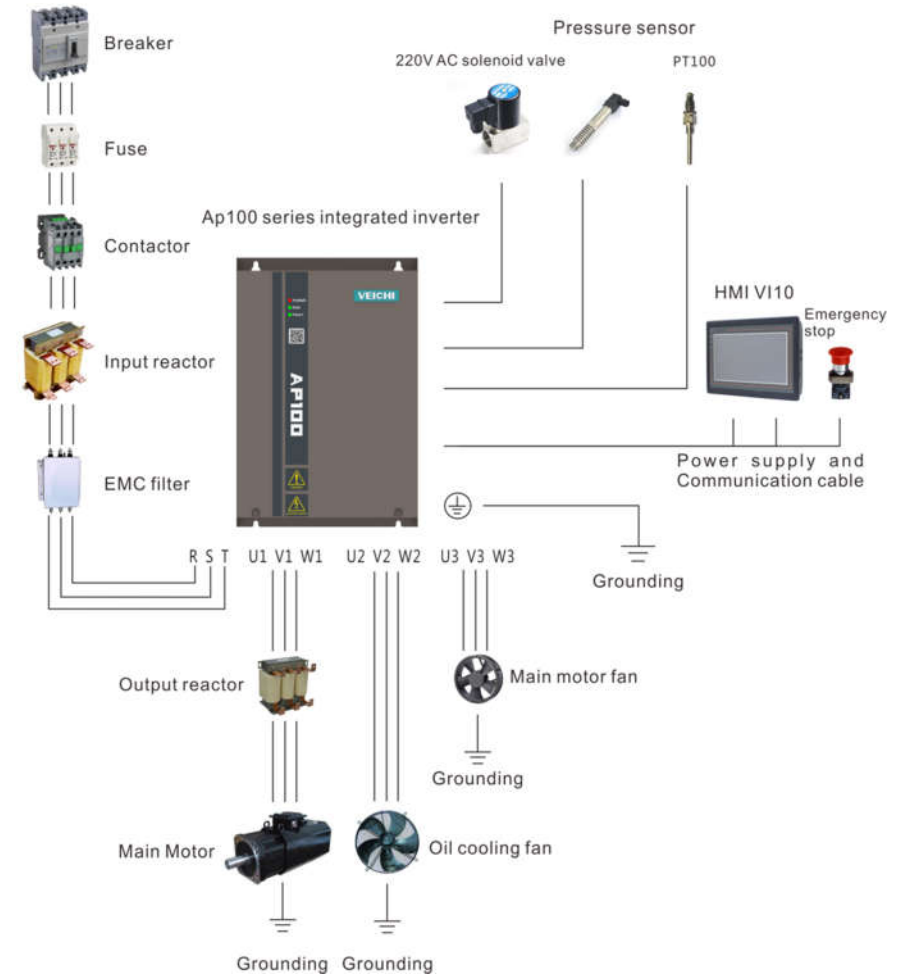 Breaker
Pressure sensor
220V AC solenoid valve
PT100
Fuse
Ap100 series integrated inverter
Contactor
VEICHI
HMI VI10
Emergency
stop
Input reactor
AP100
Power supply and
Communication cable
EMC filter
R S T
U1 V1 W1
U2 V2 W2
U3 V3 W3
Grounding
Output reactor
Main motor fan
Grounding
Main Motor
Oil cooling fan
Grounding
Grounding